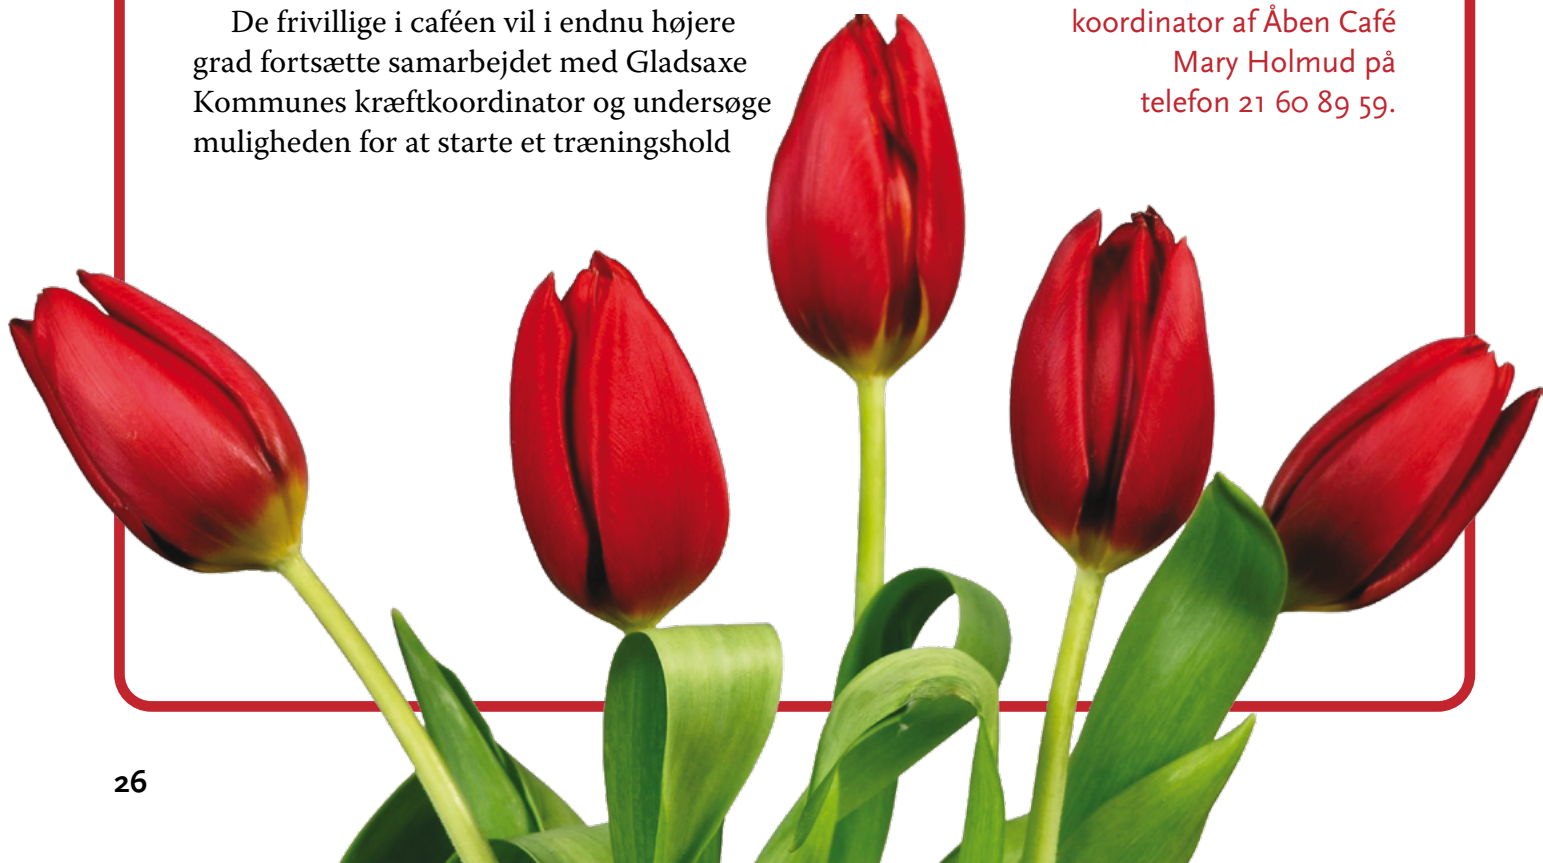 De frivillige i caféen vil i endnu højere
grad fortsætte samarbejdet med Gladsaxe
Kommunes kræftkoordinator og undersøge
muligheden for at starte et træningshold
koordinator af Åben Café
Mary Holmud på
telefon 21 60 89 59.
26